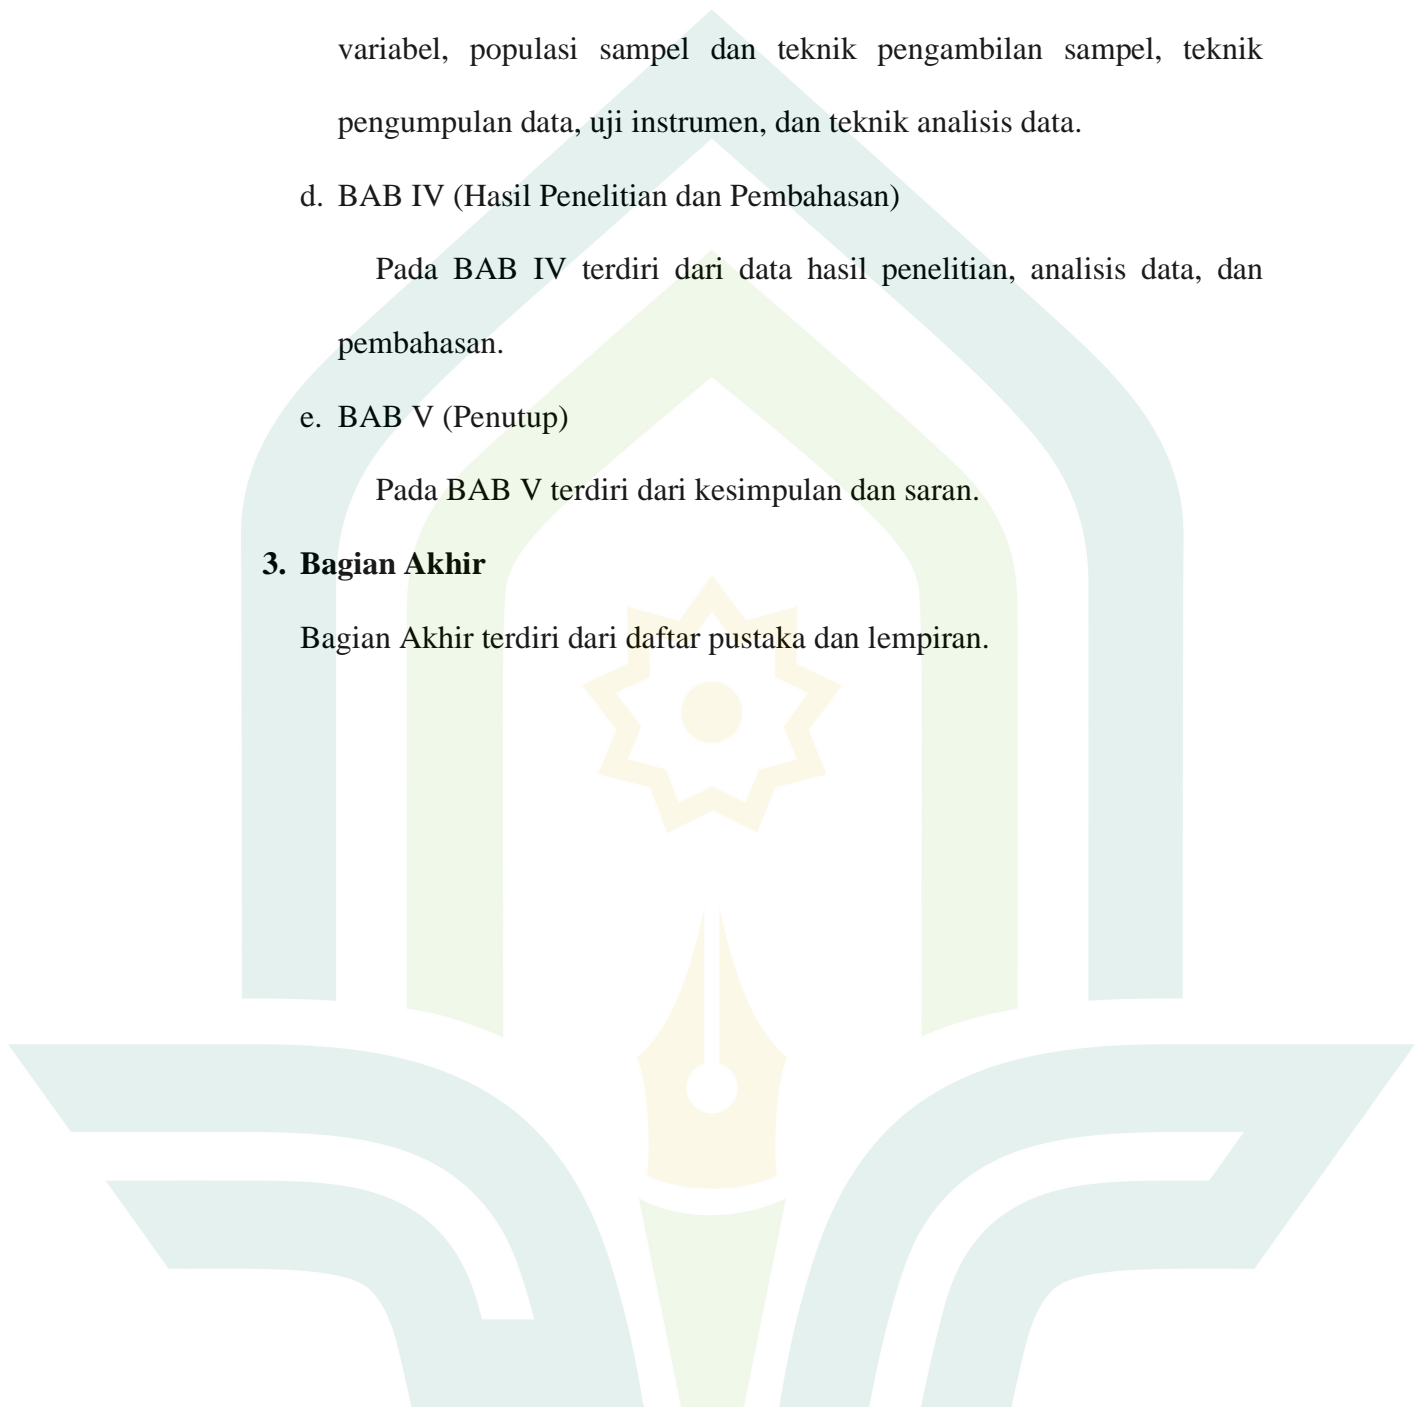 variabel, populasi sampel dan teknik pengambilan sampel, teknik
pengumpulan data, uji instrumen, dan teknik analisis data.
d. BAB IV (Hasil Penelitian dan Pembahasan)
Pada BAB IV terdiri dari data hasil penelitian, analisis data, dan
pembahasan.
e. BAB V (Penutup)
Pada BAB V terdiri dari kesimpulan dan saran.
3. Bagian Akhir
Bagian Akhir terdiri dari daftar pustaka dan lempiran.